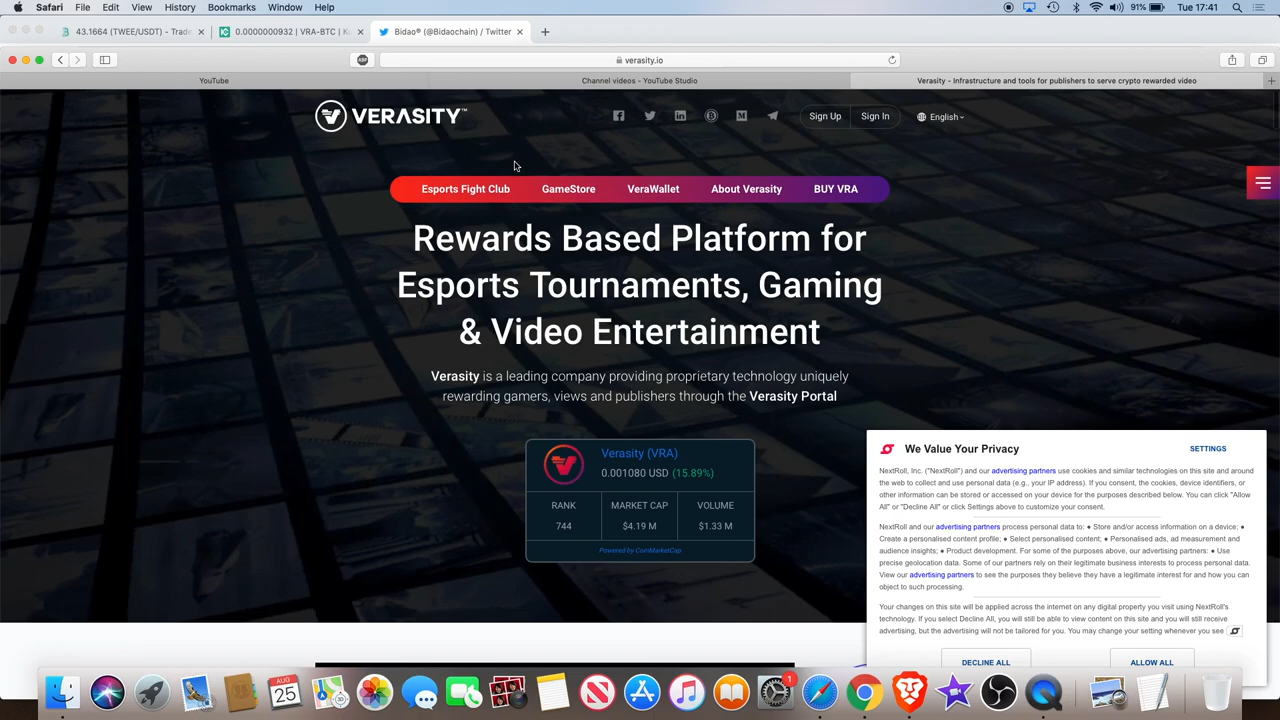 Safari File Edit View History Bookmarks Window Help
91% Tue 17:41
43.1664 (TWEE/USDT) - Trade
0.0000000932 | VRA-BTC |
Bidao® (@Bidaochain) / Twitter
verasity.io
YouTube
Channel videos - YouTube Studio
Verasity - Infrastructure and tools for publishers to serve crypto rewarded video
VERASITY™
Sign Up
Sign In
English
Esports Fight Club
GameStore
VeraWallet
About Verasity
BUY VRA
Rewards Based Platform for
Esports Tournaments, Gaming
& Video Entertainment
Verasity is a leading company providing proprietary technology uniquely
rewarding gamers, views and publishers through the Verasity Portal
Verasity (VRA)
0.001080 USD (15.89%)
RANK MARKET CAP VOLUME
744 $4.19 M $1.33 M
Powered by CoinMarketCap
We Value Your Privacy
SETTINGS
NextRoll, Inc. ("NextRoll") and our advertising partners use cookies and similar technologies on this site and around
the web to collect and use personal data (e.g., your IP address). If you consent, the cookies, device identifiers, or
other information can be stored or accessed on your device for the purposes described below. You can click "Allow
All" or "Decline All" or click Settings above to customize your consent.
NextRoll and our advertising partners process personal data to: ● Store and/or access information on a device; ●
Create a personalised content profile; ● Select personalised content; ● Personalised ads, ad measurement and
audience insights; ● Product development. For some of the purposes above, our advertising partners: ● Use
precise geolocation data. Some of our partners rely on their legitimate business interests to process personal data.
View our advertising partners to see the purposes they believe they have a legitimate interest for and how you can
object to such processing.
Your changes on this site will be applied across the internet on any digital property you visit using NextRoll's
technology. If you select Decline All, you will still be able to view content on this site and you will still receive
advertising, but the advertising will not be tailored for you. You may change your setting whenever you see
DECLINE ALL
ALLOW ALL
AUG
25
1